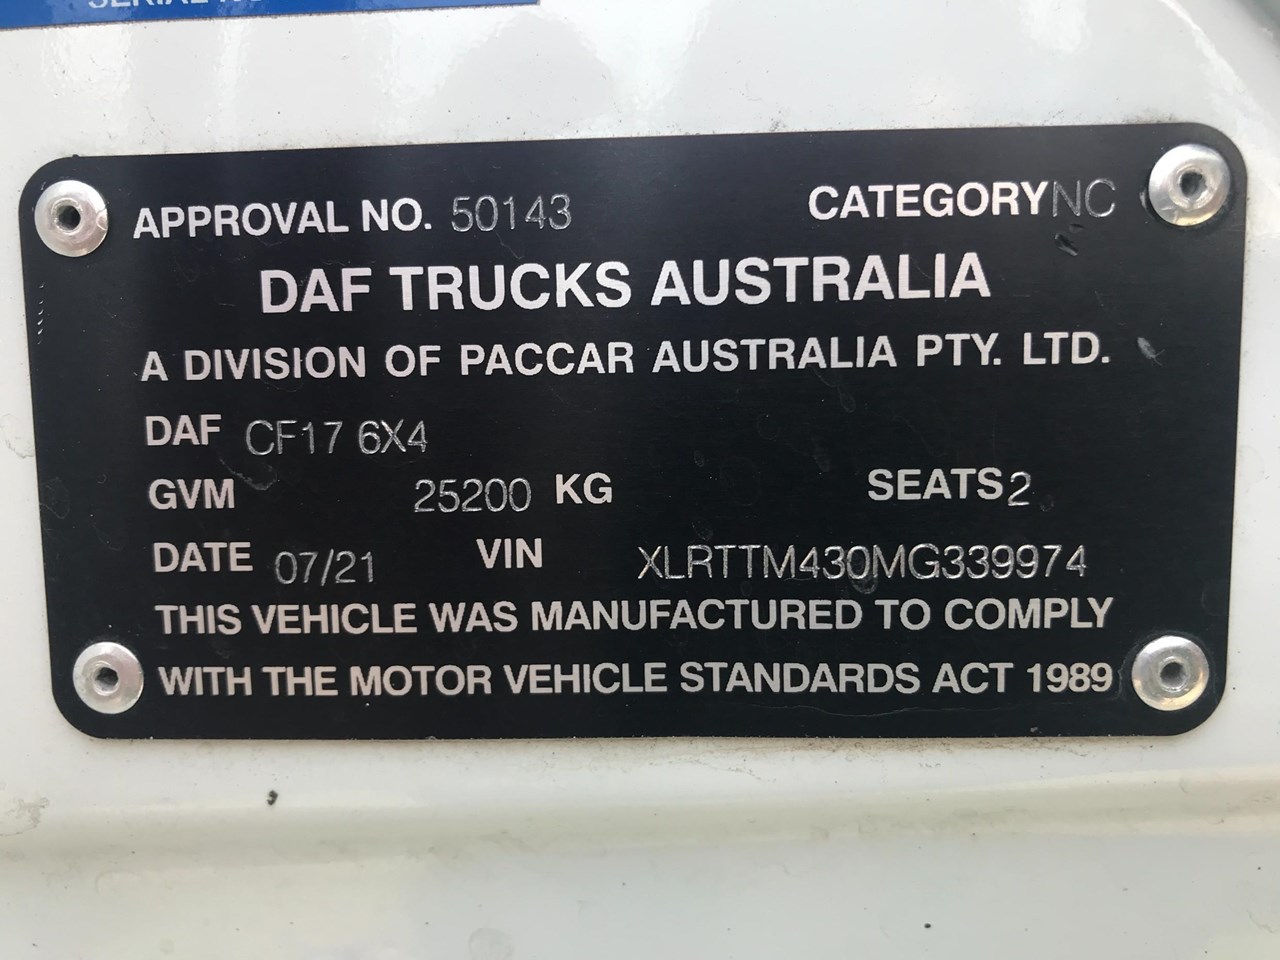 APPROVAL NO. 50143 CATEGORY NC
DAF TRUCKS AUSTRALIA
A DIVISION OF PACCAR AUSTRALIA PTY. LTD.
DAF CF17 6X4
GVM 25200 KG SEATS 2
DATE 07/21 VIN XLRTTM430MG339974
THIS VEHICLE WAS MANUFACTURED TO COMPLY
WITH THE MOTOR VEHICLE STANDARDS ACT 1989